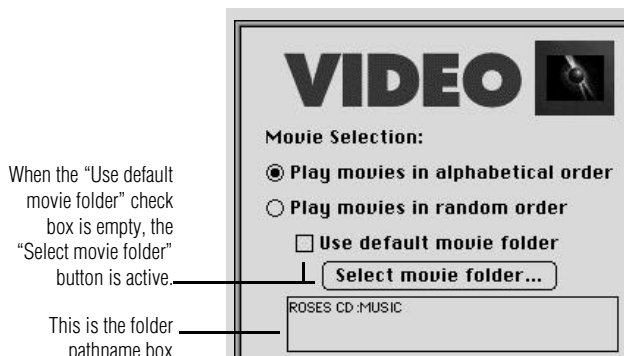 VIDEO
Movie Selection:
Play movies in alphabetical order
Play movies in random order
Use default movie folder
Select movie folder...
ROSES CD:MUSIC
When the “Use default
movie folder” check
box is empty, the
“Select movie folder”
button is active.
This is the folder
pathname box